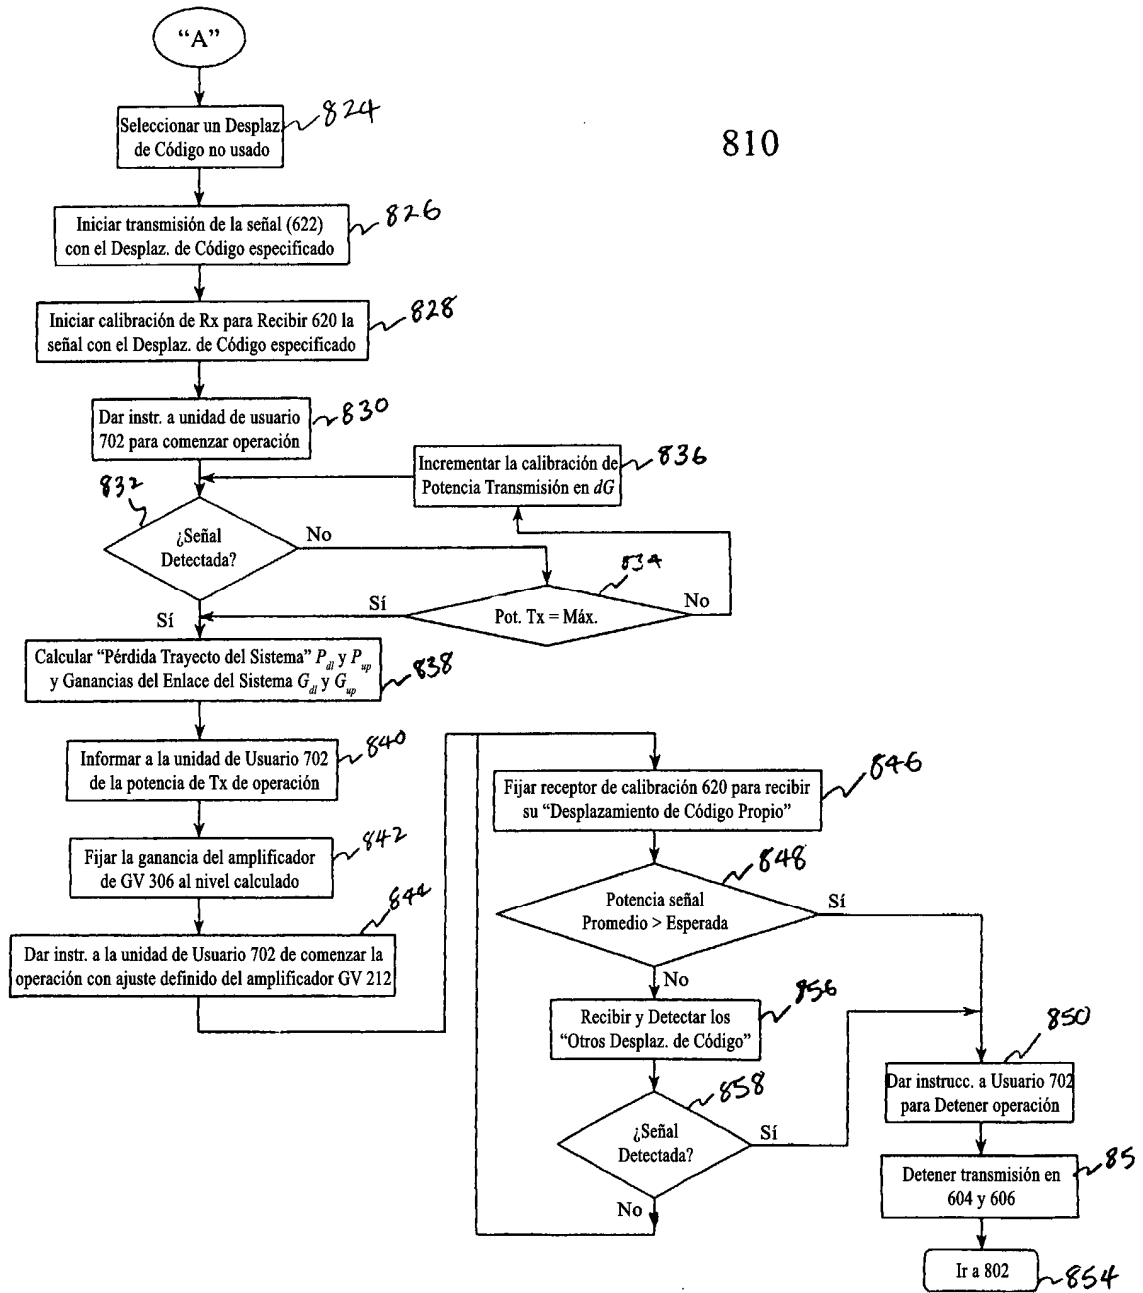 “A”
824
Seleccionar un Desplaz.
de Código no usado
810
826
Iniciar transmisión de la señal (622)
con el Desplaz. de Código especificado
828
Iniciar calibración de Rx para Recibir 620 la
señal con el Desplaz. de Código especificado
830
Dar instr. a unidad de usuario
702 para comenzar operación
836
Incrementar la calibración de
Potencia Transmisión en dG
832
¿Señal
Detectada?
No
834
Sí
Pot. Tx = Máx.
No
Sí
Calcular “Pérdida Trayecto del Sistema” P_dl y P_up
y Ganancias del Enlace del Sistema G_dl y G_up
838
840
Informar a la unidad de Usuario 702
de la potencia de Tx de operación
842
Fijar la ganancia del amplificador
de GV 306 al nivel calculado
844
Dar instr. a la unidad de Usuario 702 de comenzar la
operación con ajuste definido del amplificador GV 212
846
Fijar receptor de calibración 620 para recibir
su “Desplazamiento de Código Propio”
848
Potencia señal
Promedio > Esperada
Sí
No
856
Recibir y Detectar los
“Otros Desplaz. de Código”
858
¿Señal
Detectada?
Sí
No
850
Dar instrucc. a Usuario 702
para Detener operación
85
Detener transmisión en
604 y 606
Ir a 802
854